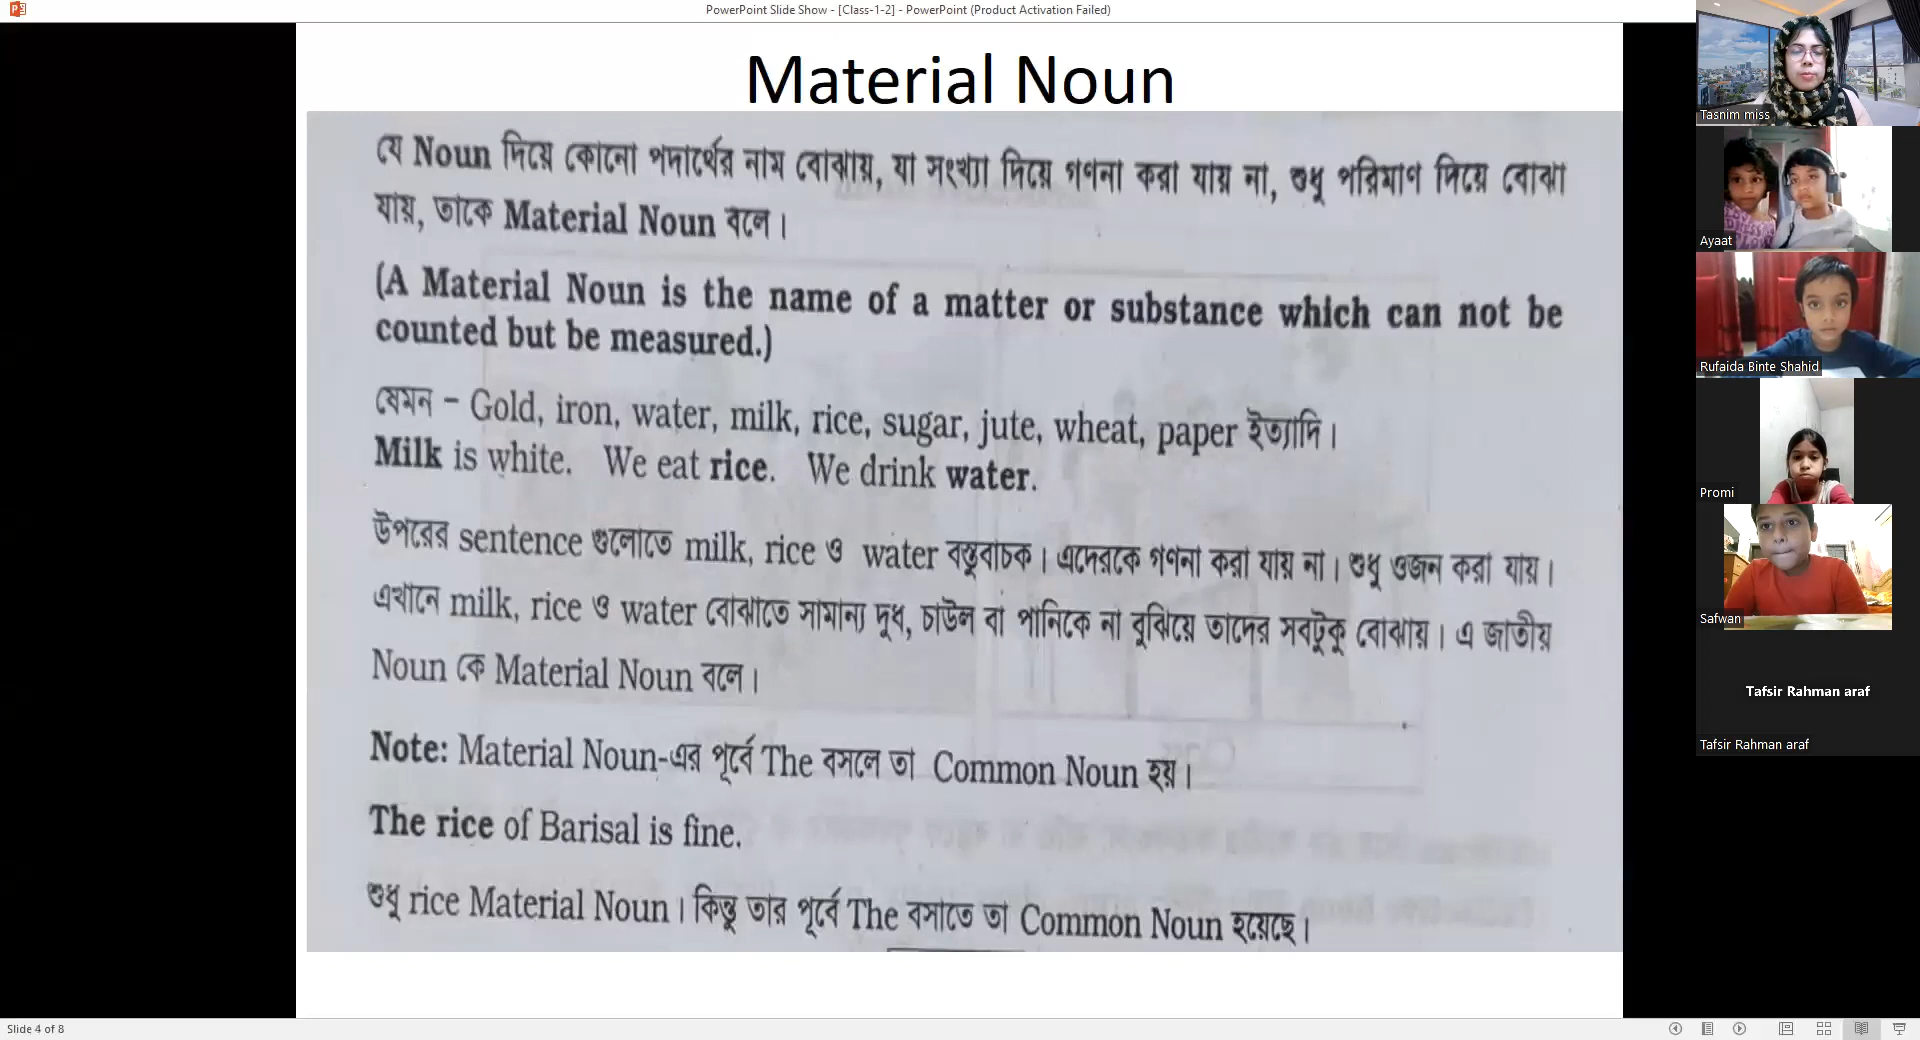 PowerPoint Slide Show - [Class-1-2] - PowerPoint (Product Activation Failed)
Material Noun
যে Noun দিয়ে কোনো পদার্থের নাম বোঝায়, যা সংখ্যা দিয়ে গণনা করা যায় না, শুধু পরিমাণ দিয়ে বোঝা
যায়, তাকে Material Noun বলে।
(A Material Noun is the name of a matter or substance which can not be
counted but be measured.)
যেমন – Gold, iron, water, milk, rice, sugar, jute, wheat, paper ইত্যাদি।
Milk is white. We eat rice. We drink water.
উপরের sentence গুলোতে milk, rice ও water বস্তুবাচক। এদেরকে গণনা করা যায় না। শুধু ওজন করা যায়।
এখানে milk, rice ও water বোঝাতে সামান্য দুধ, চাউল বা পানিকে না বুঝিয়ে তাদের সবটুকু বোঝায়। এ জাতীয়
Noun কে Material Noun বলে।
Note: Material Noun-এর পূর্বে The বসলে তা Common Noun হয়।
The rice of Barisal is fine.
শুধু rice Material Noun। কিন্তু তার পূর্বে The বসাতে তা Common Noun হয়েছে।
Tasnim miss
Ayaat
Rufaida Binte Shahid
Promi
Safwan
Tafsir Rahman araf
Tafsir Rahman araf
Slide 4 of 8